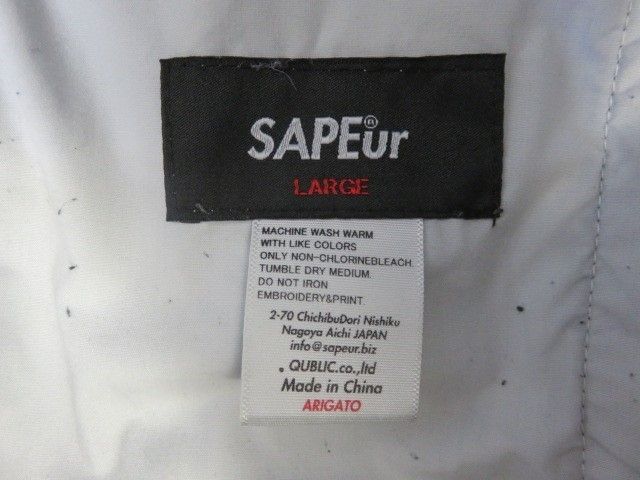 SAPEur®
LARGE
MACHINE WASH WARM
WITH LIKE COLORS
ONLY NON-CHLORINEBLEACH.
TUMBLE DRY MEDIUM.
DO NOT IRON
EMBROIDERY&PRINT.
2-70 ChichibuDori Nishiku
Nagoya Aichi JAPAN
info@sapeur.biz
. QUBLIC.co.,ltd
Made in China
ARIGATO